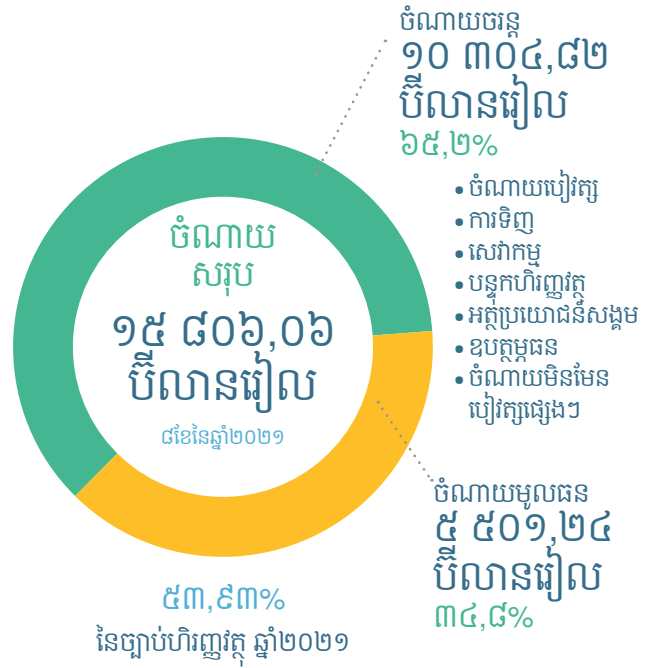 ចំណាយចរន្ត
១០ ៣០៤,៨២
ប៊ីលានរៀល
៦៥,២%
• ចំណាយបៀវត្ស
• ការទិញ
• សេវាកម្ម
• បន្ទុកហិរញ្ញវត្ថុ
• អត្ថប្រយោជន៍សង្គម
• ឧបត្ថម្ភធន
• ចំណាយមិនមែន
បៀវត្សផ្សេងៗ
ចំណាយ
សរុប
១៥ ៨០៦,០៦
ប៊ីលានរៀល
៨ខែនៃឆ្នាំ២០២១
ចំណាយមូលធន
៥ ៥០១,២៤
ប៊ីលានរៀល
៣៤,៨%
៥៣,៩៣%
នៃច្បាប់ហិរញ្ញវត្ថុ ឆ្នាំ២០២១